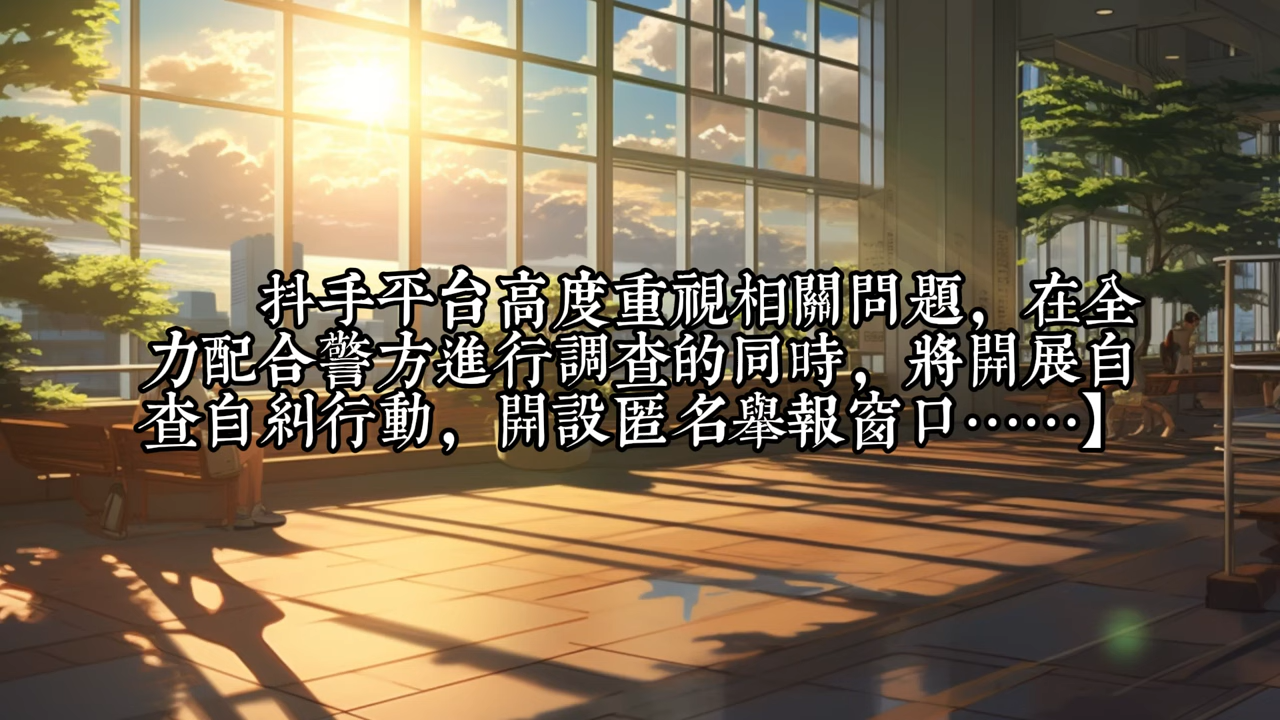 抖手平台高度重視相關問題，在全
力配合警方進行調查的同時，將開展自
查自糾行動，開設匿名舉報窗口……】